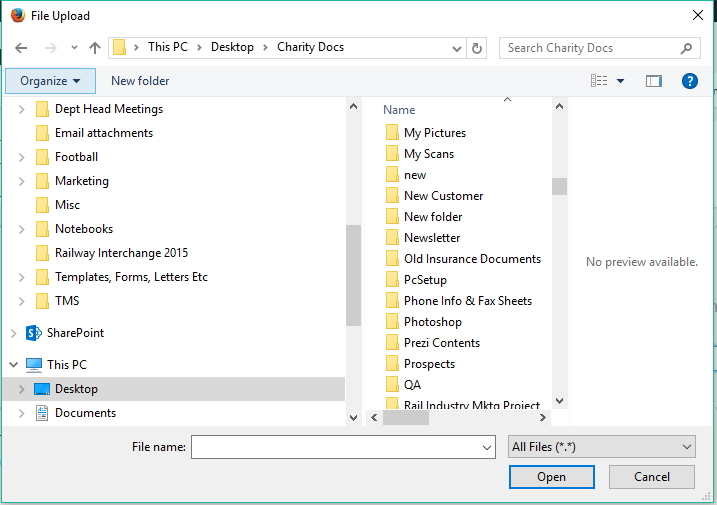 File Upload
This PC > Desktop > Charity Docs
Search Charity Docs
Organize
New folder
?
Dept Head Meetings
Email attachments
Football
Marketing
Misc
Notebooks
Railway Interchange 2015
Templates, Forms, Letters Etc
TMS
SharePoint
This PC
Desktop
Documents
Name
My Pictures
My Scans
new
New Customer
New folder
Newsletter
Old Insurance Documents
PcSetup
Phone Info & Fax Sheets
Photoshop
Prezi Contents
Prospects
QA
Rail Industry Mktg Project
No preview available.
File name:
All Files (*.*)
Open
Cancel